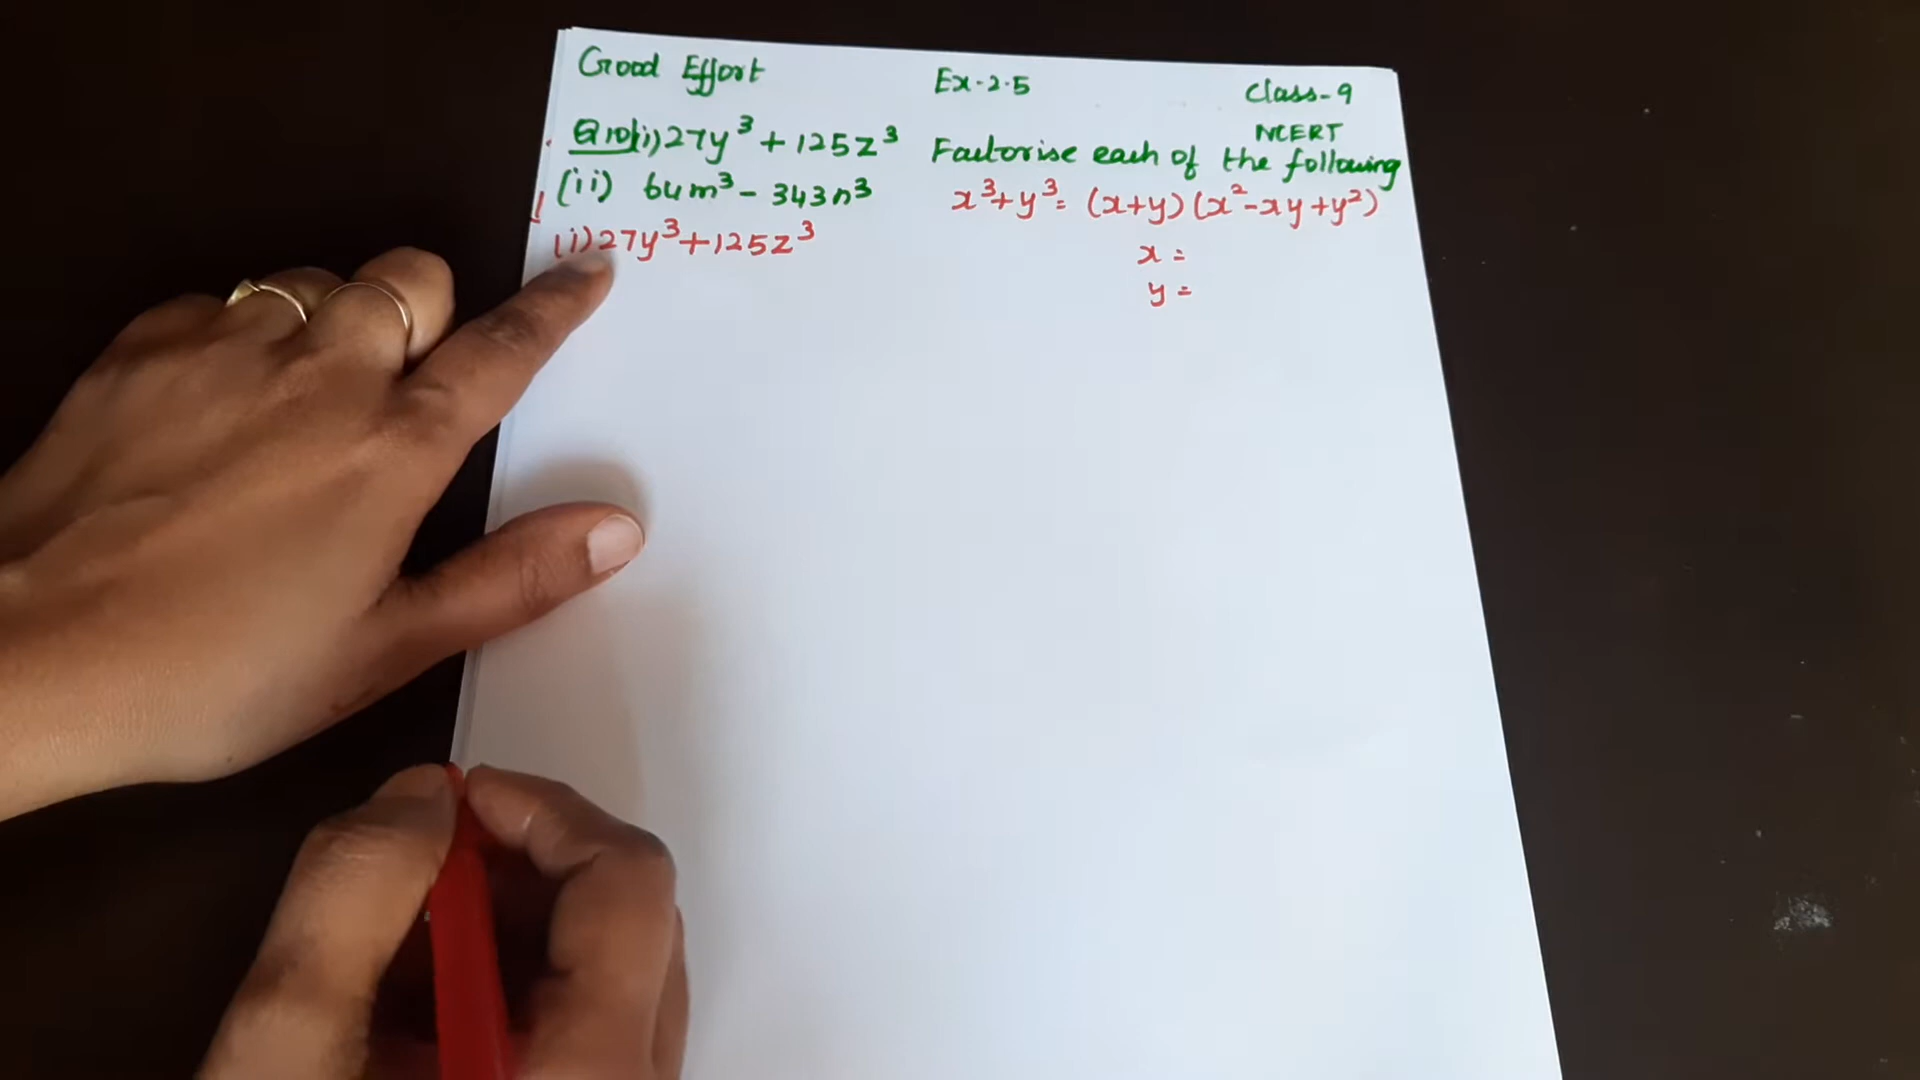 Good Effort Ex-2.5 Class-9
NCERT
Q10(i) 27y³ + 125z³ Factorise each of the following
(ii) 64m³ - 343n³ x³+y³= (x+y)(x²-xy+y²)
(i) 27y³+125z³ x =
y =